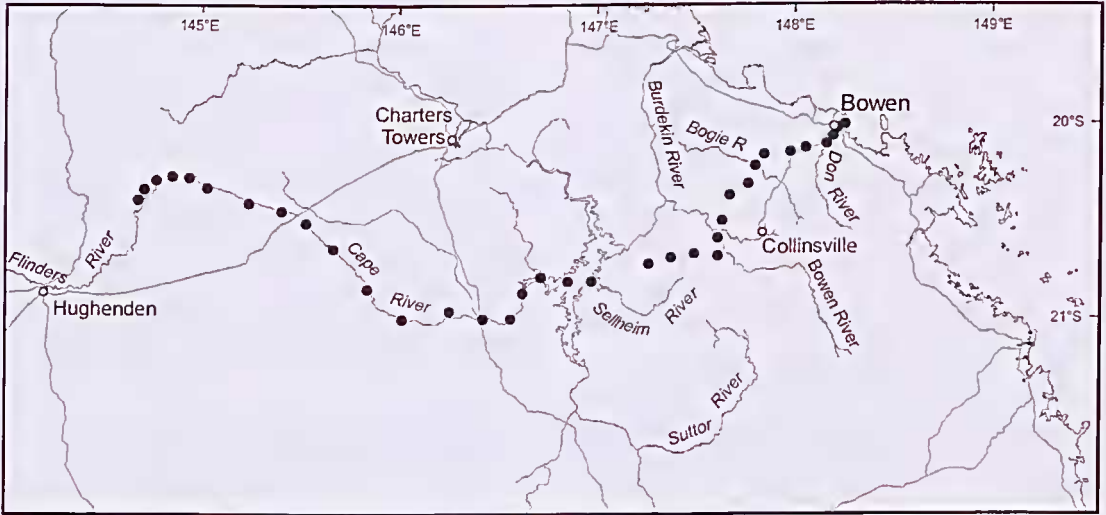 145°E
146°E
147°E
148°E
149°E
20°S
21°S
Charters
Towers
Bowen
Burdekin River
Bogie R
Don River
Collinsville
Bowen River
Flinders
River
Hughenden
Cape
River
Sellheim
River
Suttor
River